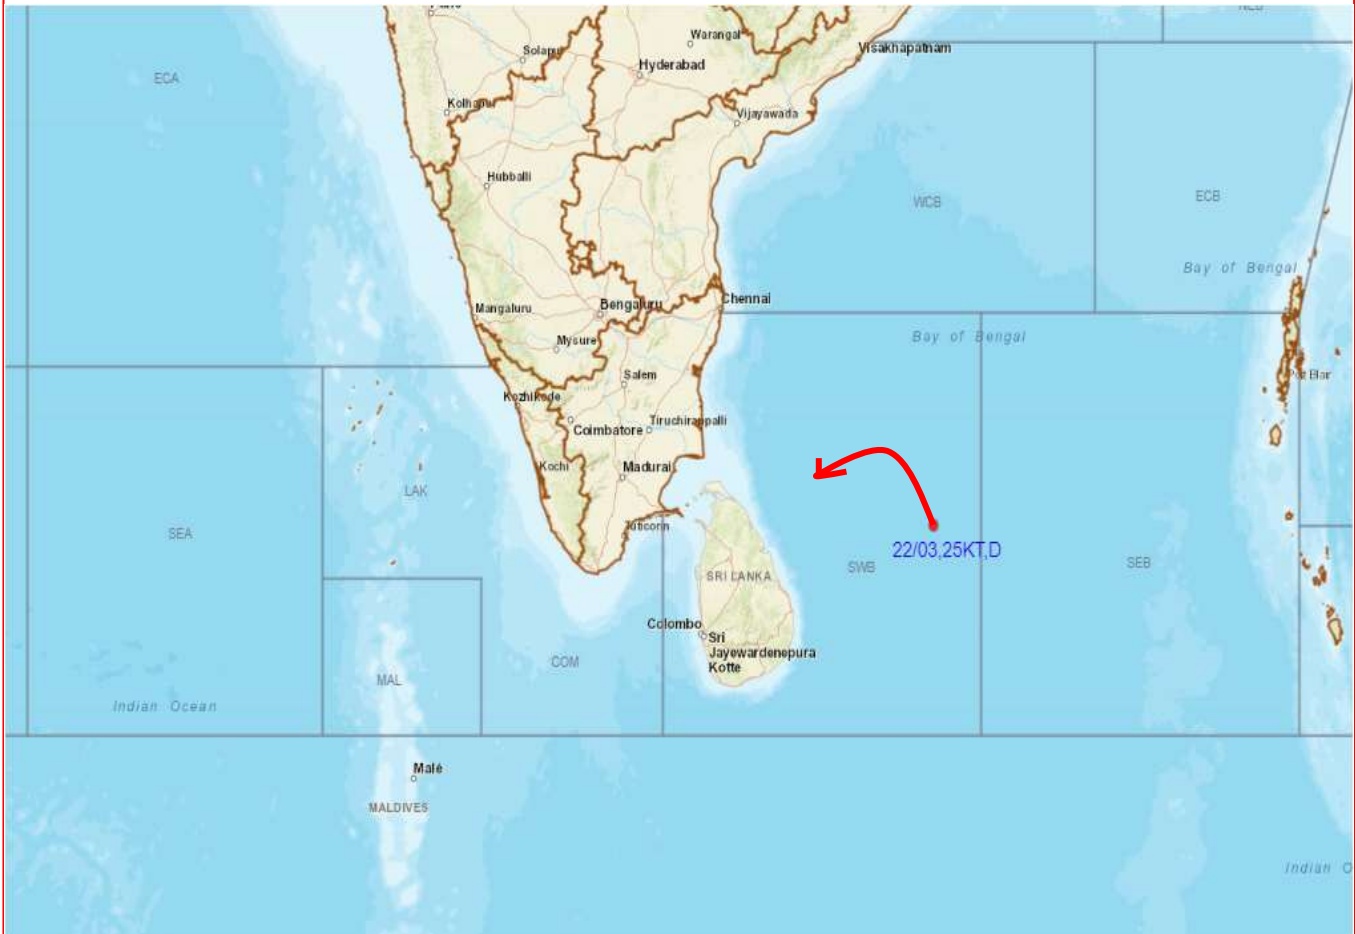 Warangal
Visakhapatnam
Solapur
Hyderabad
ECA
Kolhapur
Vijayawada
Hubballi
WCB
ECB
Bay of Bengal
Chennai
Mangaluru
Bengaluru
Bay of Bengal
Mysure
Salem
Kozhikode
Tiruchirappalli
Coimbatore
Kochi
Madurai
LAK
SEA
Tuticorin
22/03,25KT,D
SWB
SEB
SRI LANKA
Colombo
Sri
Jayewardenepura
Kotte
COM
MAL
Indian Ocean
Malé
MALDIVES
Indian O